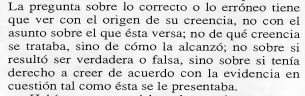 La pregunta sobre lo correcto o lo erróneo tiene
que ver con el origen de su creencia, no con el
asunto sobre el que ésta versa; no de qué creencia
se trataba, sino de cómo la alcanzó; no sobre si
resultó ser verdadera o falsa, sino sobre si tenía
derecho a creer de acuerdo con la evidencia en
cuestión tal como ésta se le presentaba.